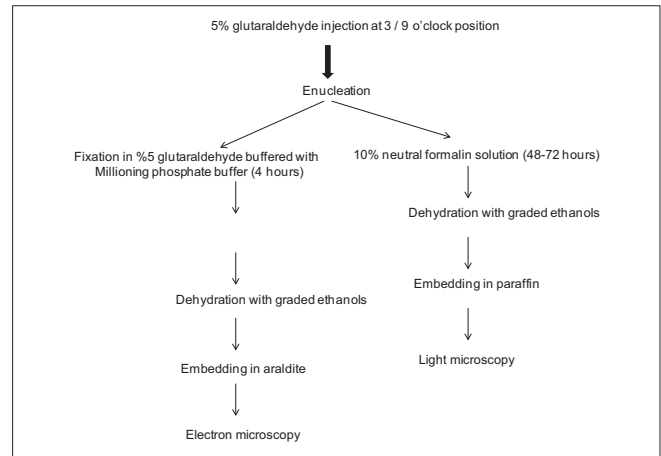 5% glutaraldehyde injection at 3 / 9 o'clock position
Enucleation
Fixation in %5 glutaraldehyde buffered with
Millioning phosphate buffer (4 hours)
10% neutral formalin solution (48-72 hours)
Dehydration with graded ethanols
Embedding in paraffin
Light microscopy
Dehydration with graded ethanols
Embedding in araldite
Electron microscopy